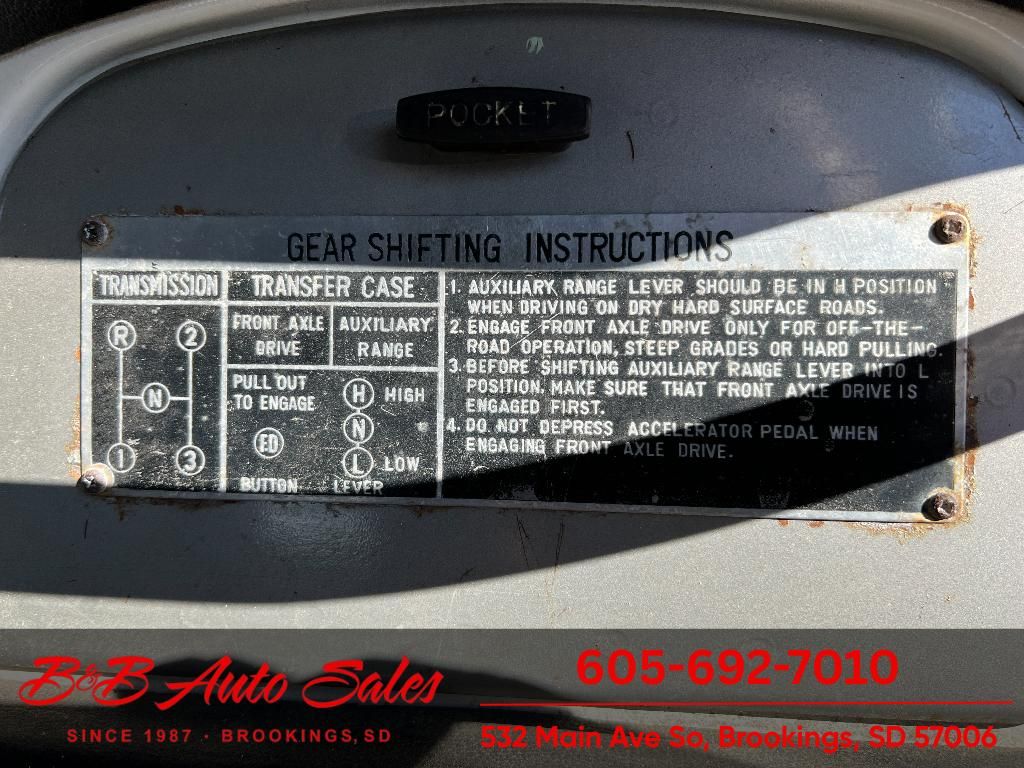 POCKET
GEAR SHIFTING INSTRUCTIONS
TRANSMISSION
R 2
N
1 3
TRANSFER CASE
FRONT AXLE
DRIVE
AUXILIARY
RANGE
PULL OUT
TO ENGAGE
FD
BUTTON
H HIGH
N
L LOW
LEVER
1. AUXILIARY RANGE LEVER SHOULD BE IN H POSITION
WHEN DRIVING ON DRY HARD SURFACE ROADS.
2. ENGAGE FRONT AXLE DRIVE ONLY FOR OFF-THE-
ROAD OPERATION, STEEP GRADES OR HARD PULLING.
3. BEFORE SHIFTING AUXILIARY RANGE LEVER INTO L
POSITION. MAKE SURE THAT FRONT AXLE DRIVE IS
ENGAGED FIRST.
4. DO NOT DEPRESS ACCELERATOR PEDAL WHEN
ENGAGING FRONT AXLE DRIVE.
B&B Auto Sales
SINCE 1987 · BROOKINGS, SD
605-692-7010
532 Main Ave So, Brookings, SD 57006